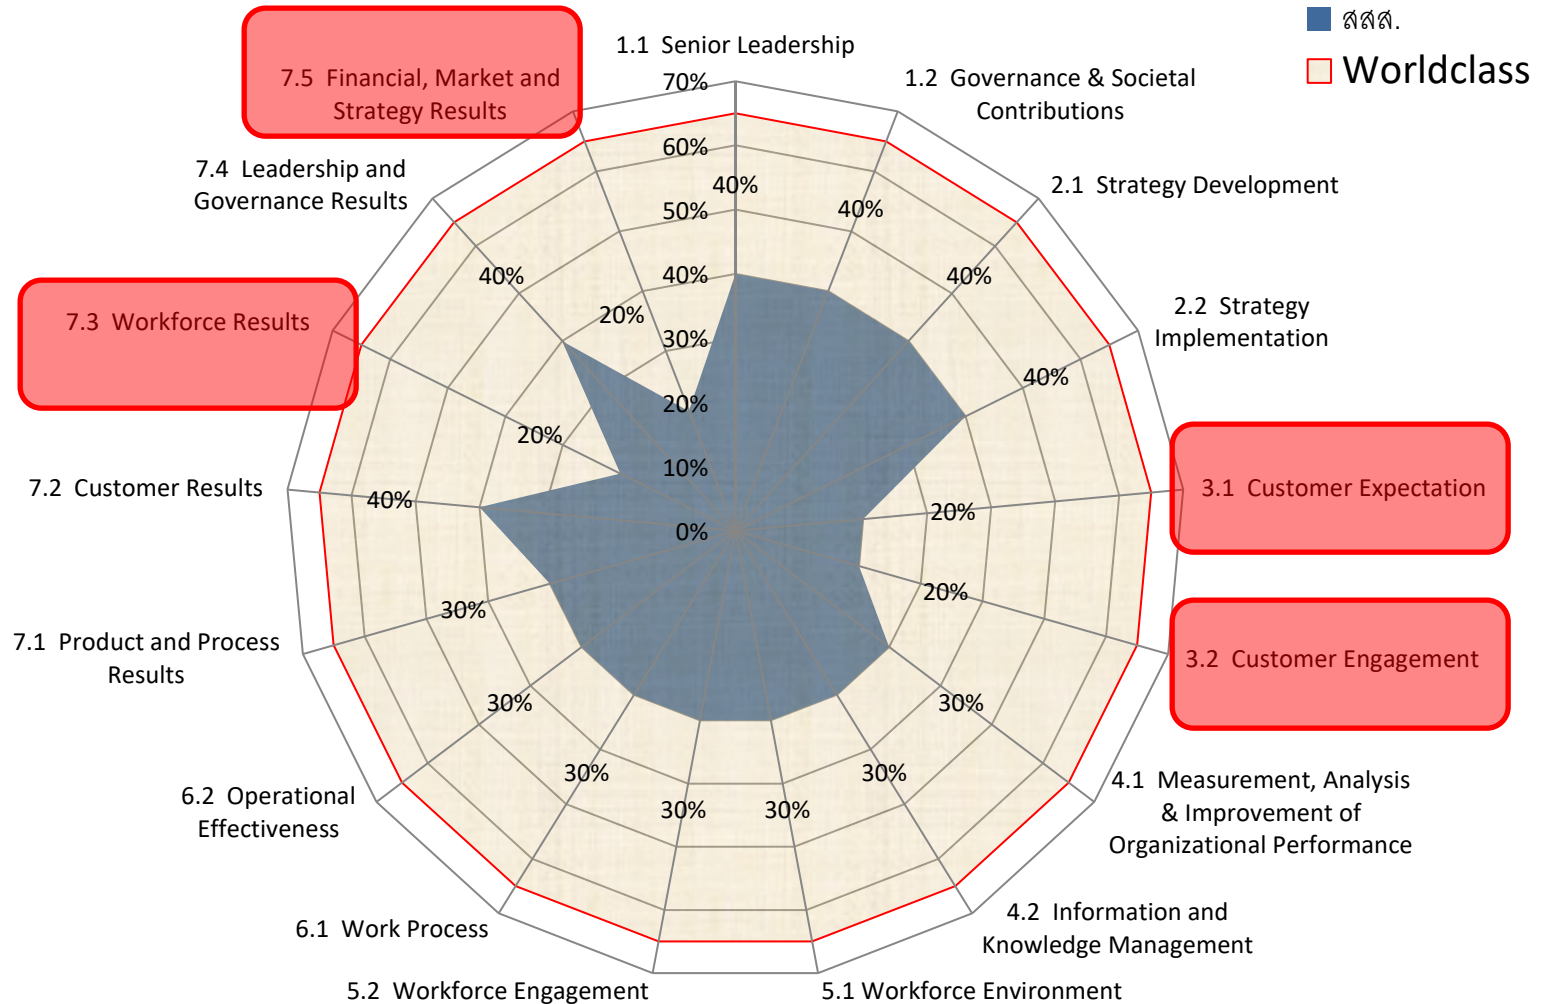 สสส.
Worldclass
1.1 Senior Leadership
1.2 Governance & Societal
Contributions
2.1 Strategy Development
2.2 Strategy
Implementation
3.1 Customer Expectation
3.2 Customer Engagement
4.1 Measurement, Analysis
& Improvement of
Organizational Performance
4.2 Information and
Knowledge Management
5.1 Workforce Environment
5.2 Workforce Engagement
6.1 Work Process
6.2 Operational
Effectiveness
7.1 Product and Process
Results
7.2 Customer Results
7.3 Workforce Results
7.4 Leadership and
Governance Results
7.5 Financial, Market and
Strategy Results
70%
60%
50%
40%
30%
20%
10%
0%
40%
40%
40%
40%
20%
20%
30%
30%
30%
30%
30%
30%
30%
40%
20%
40%
20%